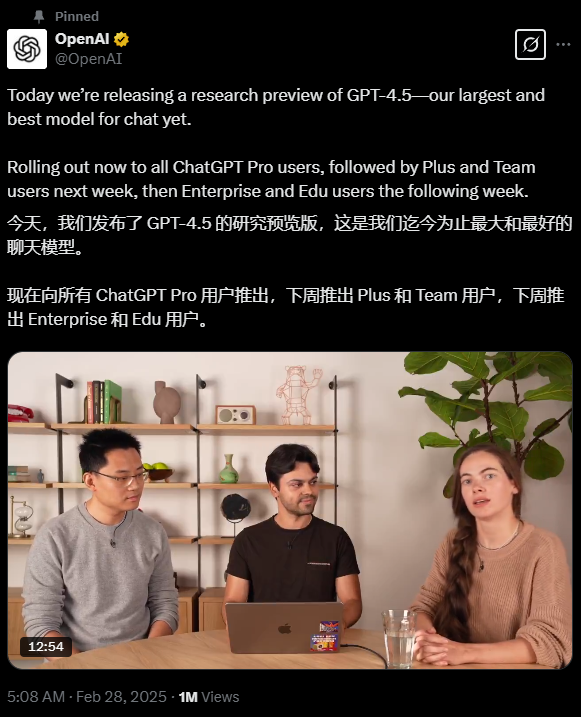 Pinned
OpenAI
@OpenAI
Today we’re releasing a research preview of GPT-4.5—our largest and
best model for chat yet.
Rolling out now to all ChatGPT Pro users, followed by Plus and Team
users next week, then Enterprise and Edu users the following week.
今天，我们发布了 GPT-4.5 的研究预览版，这是我们迄今为止最大和最好的
聊天模型。
现在向所有 ChatGPT Pro 用户推出，下周推出 Plus 和 Team 用户，下周推
出 Enterprise 和 Edu 用户。
12:54
5:08 AM · Feb 28, 2025 · 1M Views